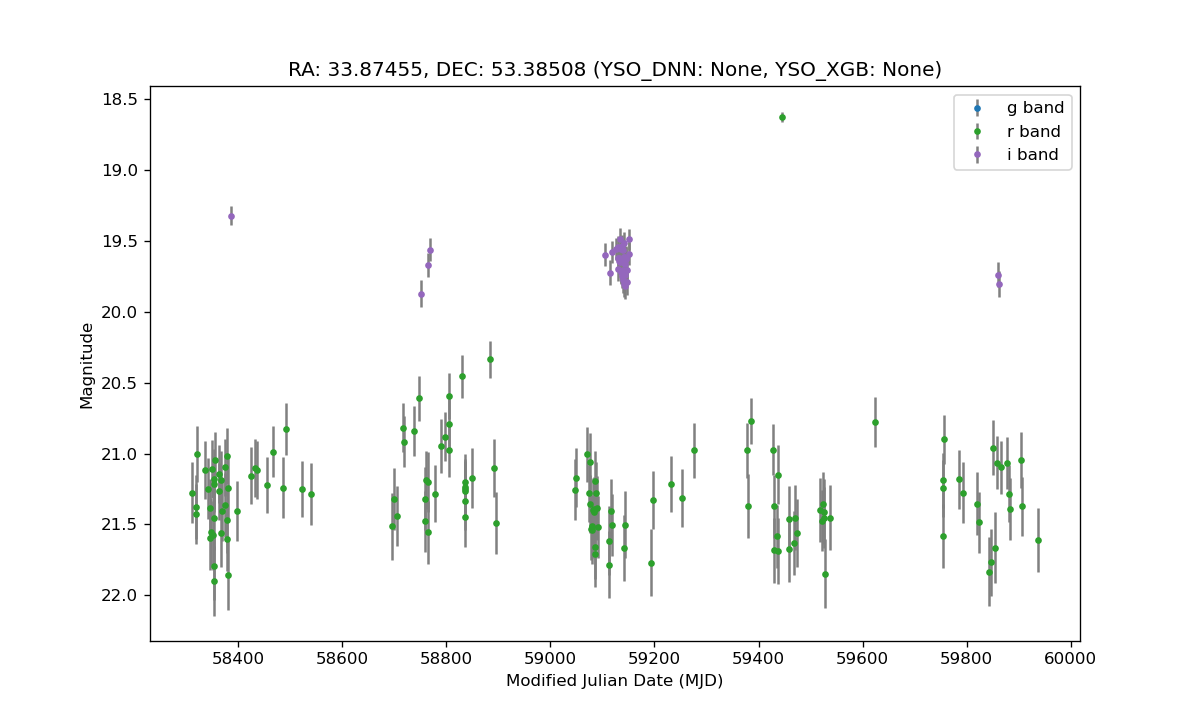 RA: 33.87455, DEC: 53.38508 (YSO_DNN: None, YSO_XGB: None)
g band
r band
i band
18.5
19.0
19.5
20.0
20.5
21.0
21.5
22.0
Magnitude
58400 58600 58800 59000 59200 59400 59600 59800 60000
Modified Julian Date (MJD)